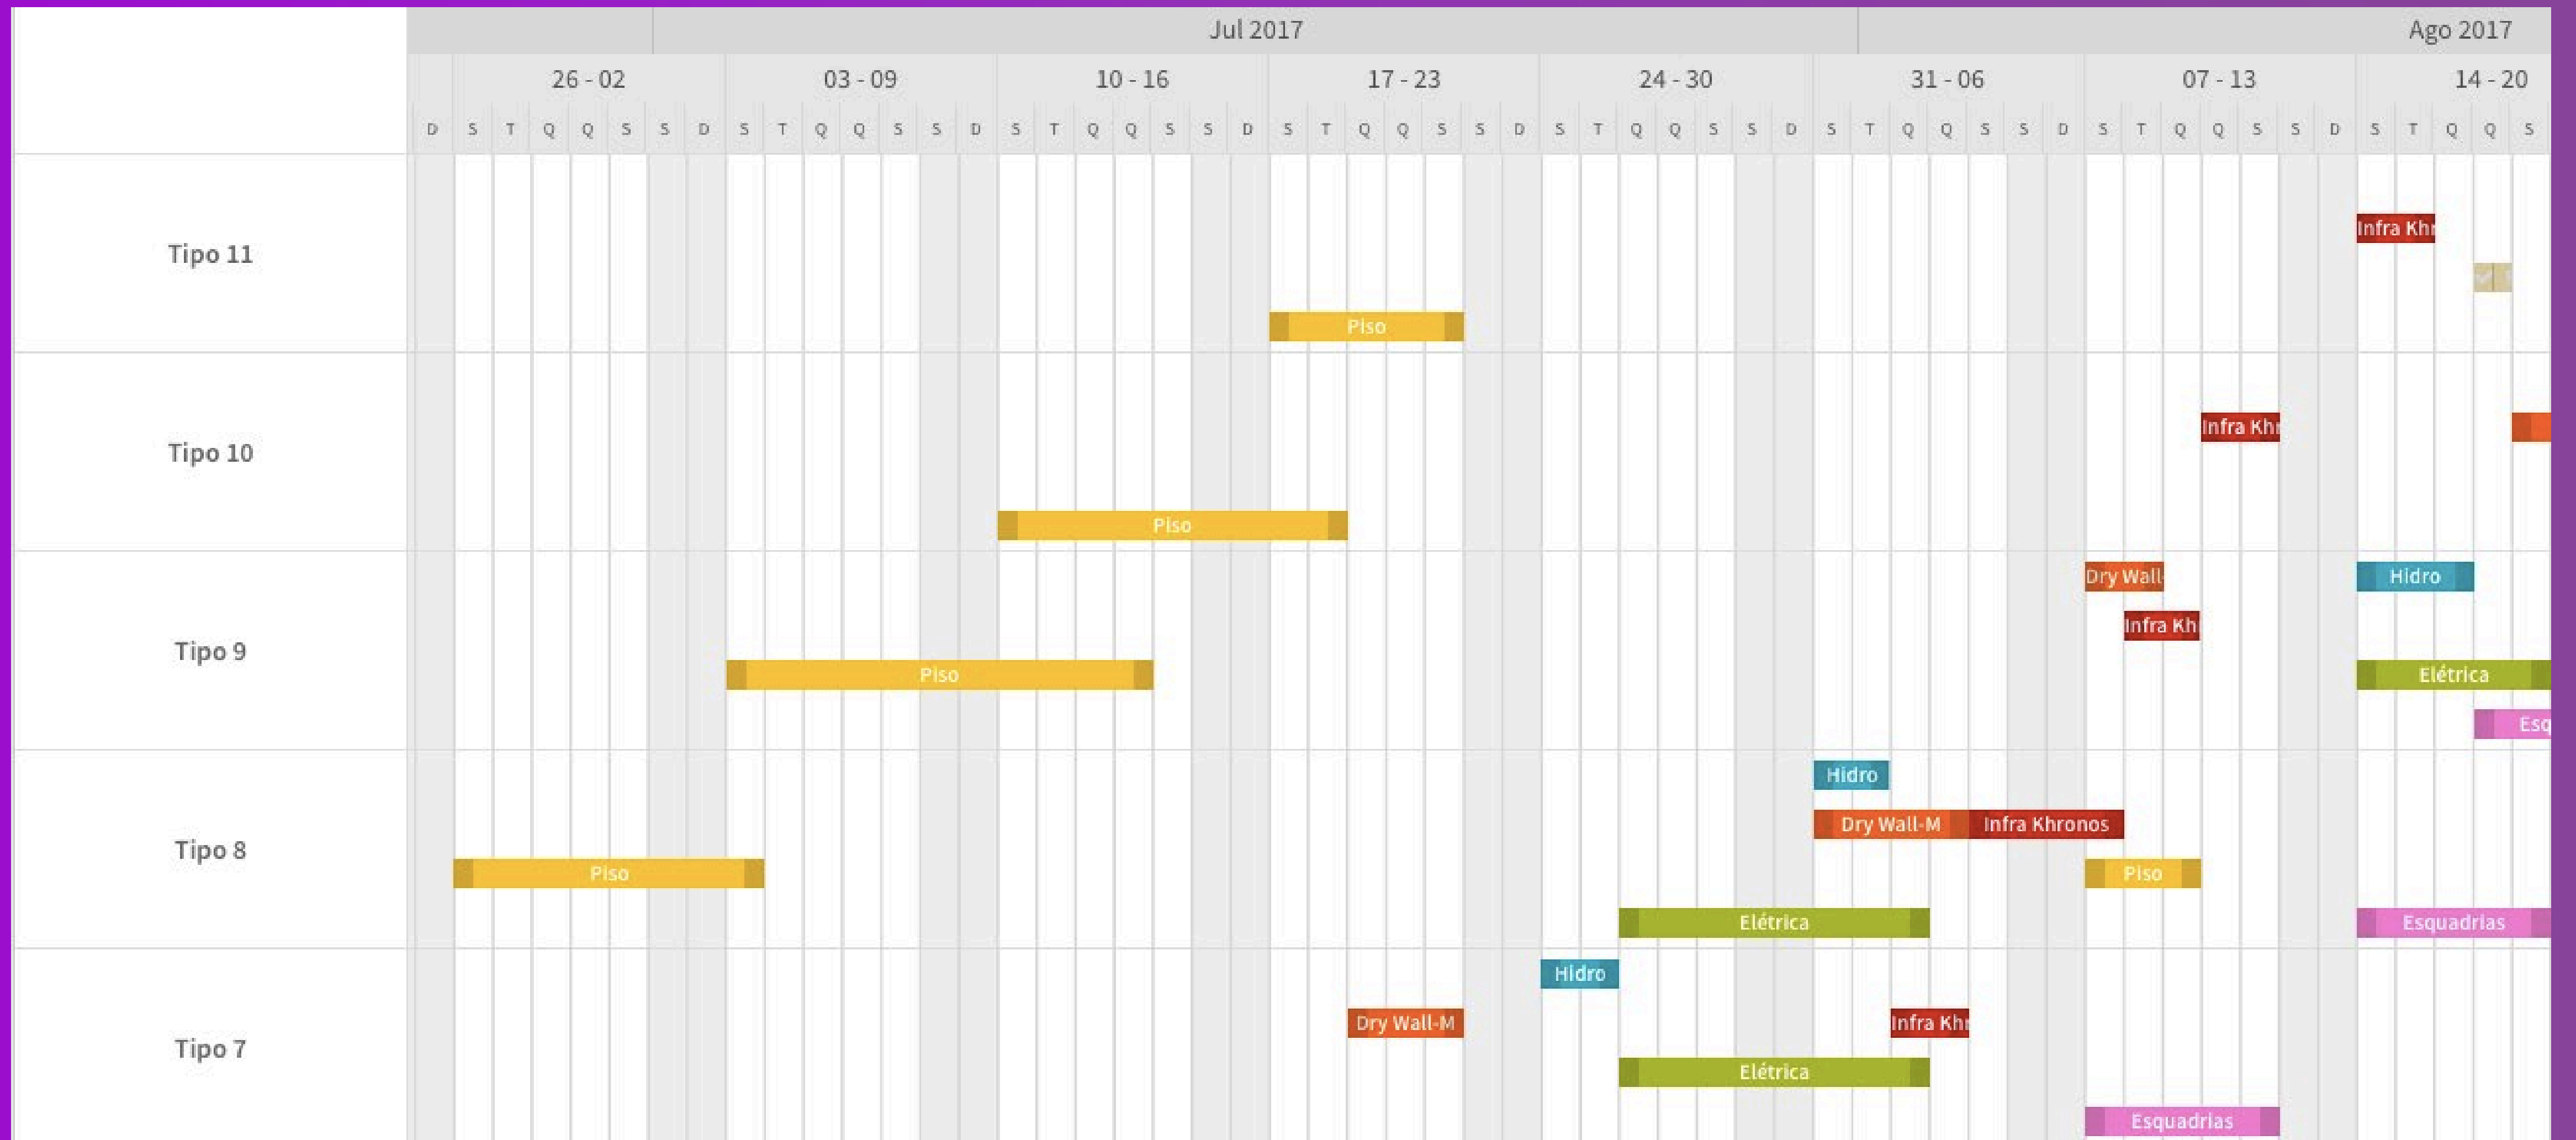 Jul 2017 Ago 2017
26 - 02 03 - 09 10 - 16 17 - 23 24 - 30 31 - 06 07 - 13 14 - 20
D S T Q Q S S D S T Q Q S S D S T Q Q S S D S T Q Q S S D S T Q Q S S D S T Q Q S S D S T Q Q S S D S T Q Q S
Infra Khr
Tipo 11
Piso
Infra Khr
Tipo 10
Piso
Dry Wall- Hidro
Infra Kh
Tipo 9
Piso Elétrica
Esq
Hidro
Dry Wall-M Infra Khronos
Tipo 8
Piso Piso
Elétrica Esquadrias
Hidro
Dry Wall-M Infra Khr
Tipo 7
Elétrica
Esquadrias